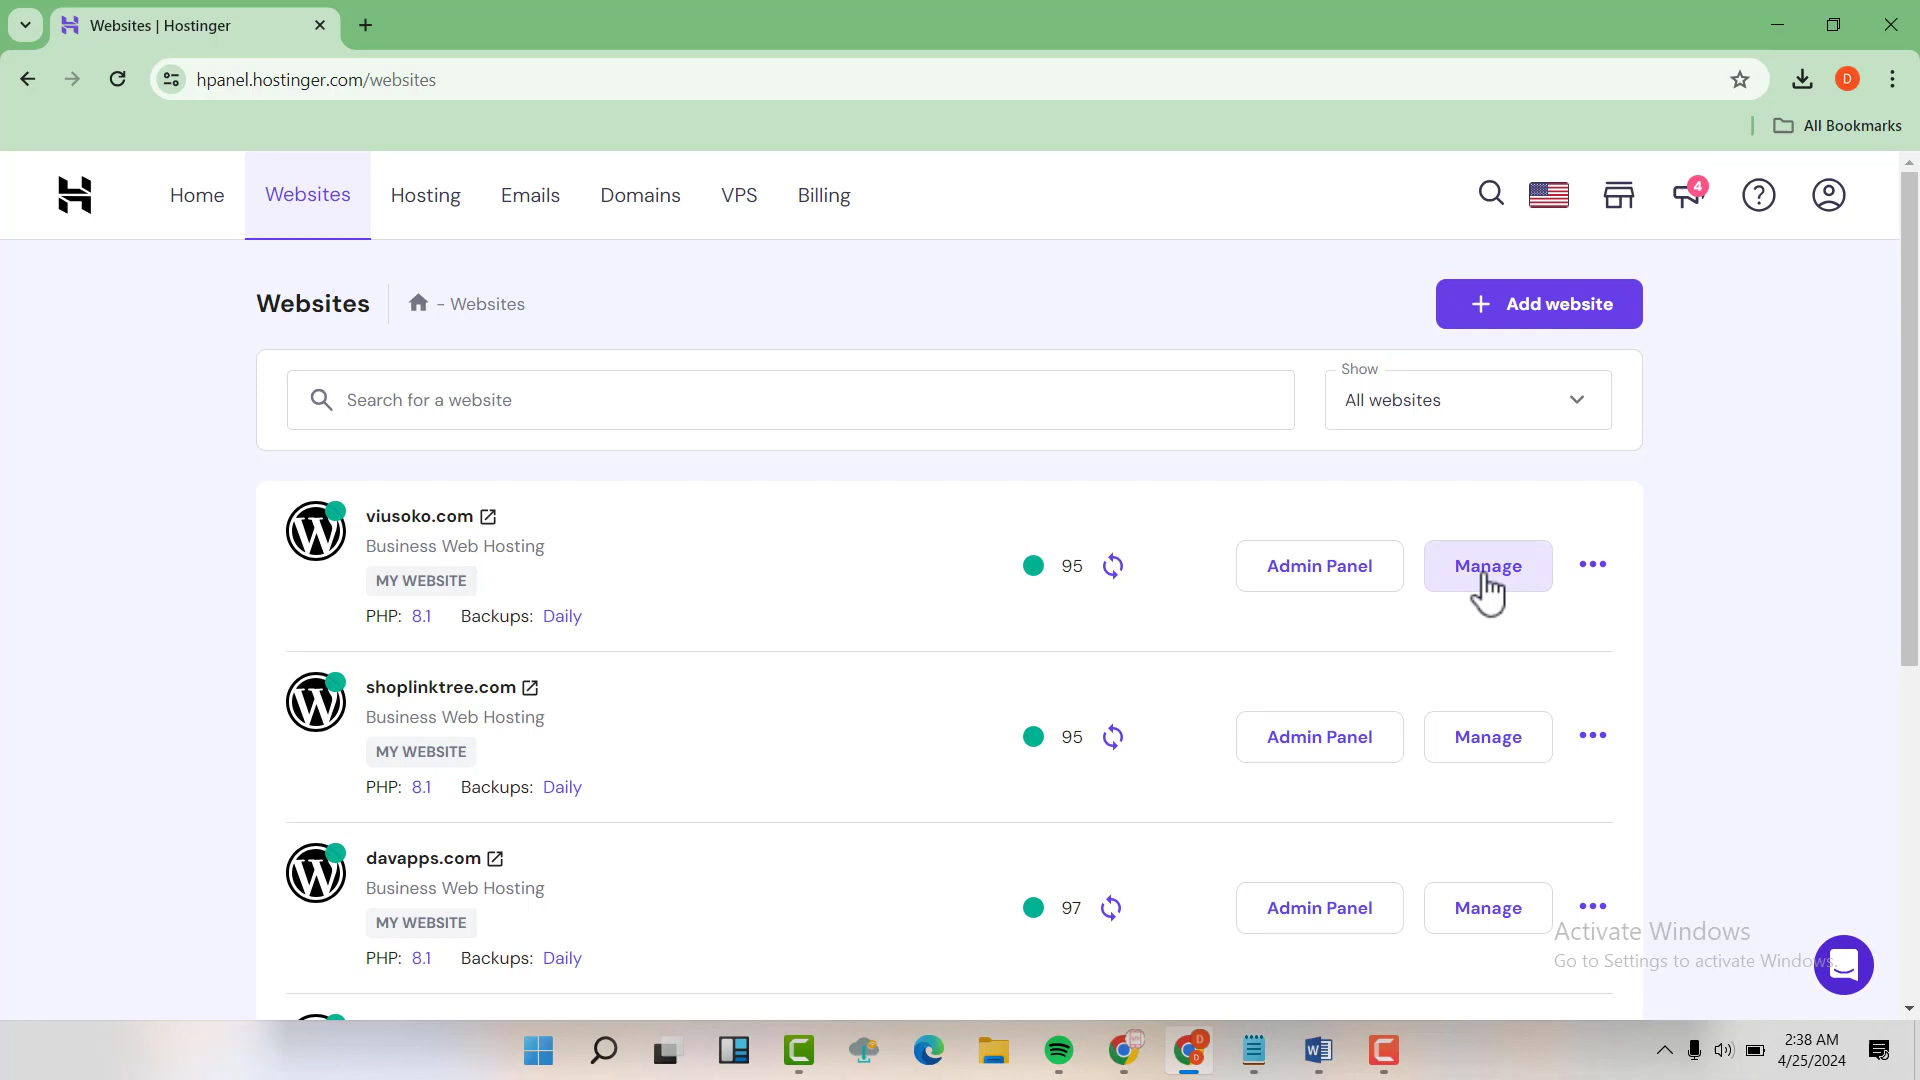 Websites | Hostinger
hpanel.hostinger.com/websites
D
All Bookmarks
Home Websites Hosting Emails Domains VPS Billing
4
Websites - Websites
Add website
Show
Search for a website All websites
viusoko.com
Business Web Hosting
MY WEBSITE
PHP: 8.1 Backups: Daily
95 Admin Panel Manage
shoplinktree.com
Business Web Hosting
MY WEBSITE
PHP: 8.1 Backups: Daily
95 Admin Panel Manage
davapps.com
Business Web Hosting
MY WEBSITE
PHP: 8.1 Backups: Daily
97 Admin Panel Manage
Activate Windows
Go to Settings to activate Windows.
2:38 AM
4/25/2024